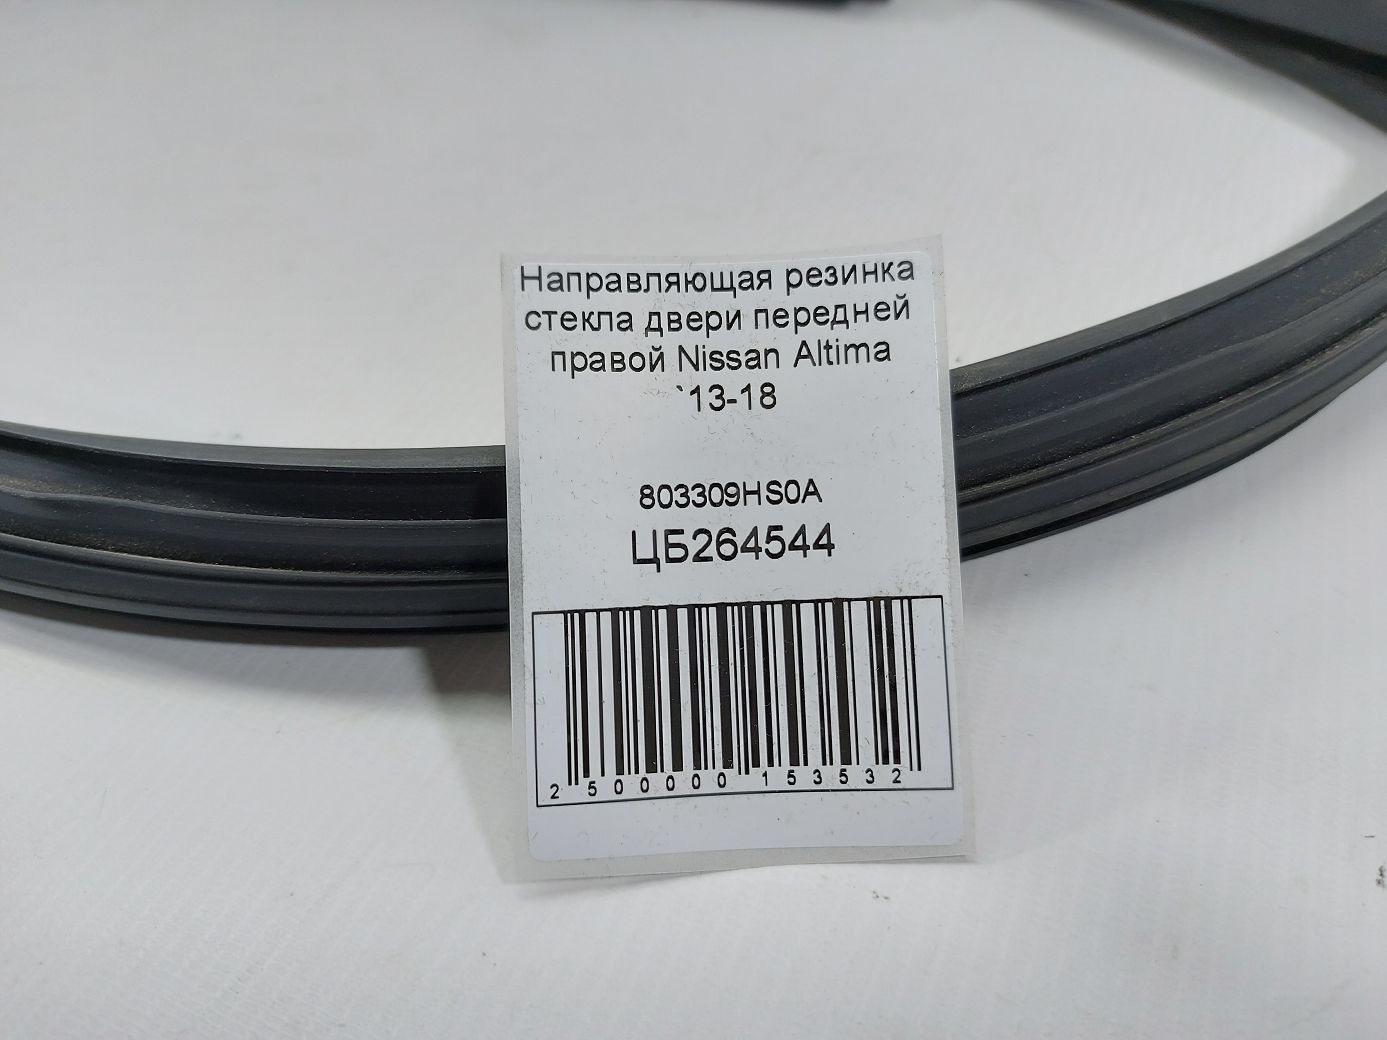 Направляющая резинка
стекла двери передней
правой Nissan Altima
`13-18
803309HS0A
ЦБ264544
2 500000 153532